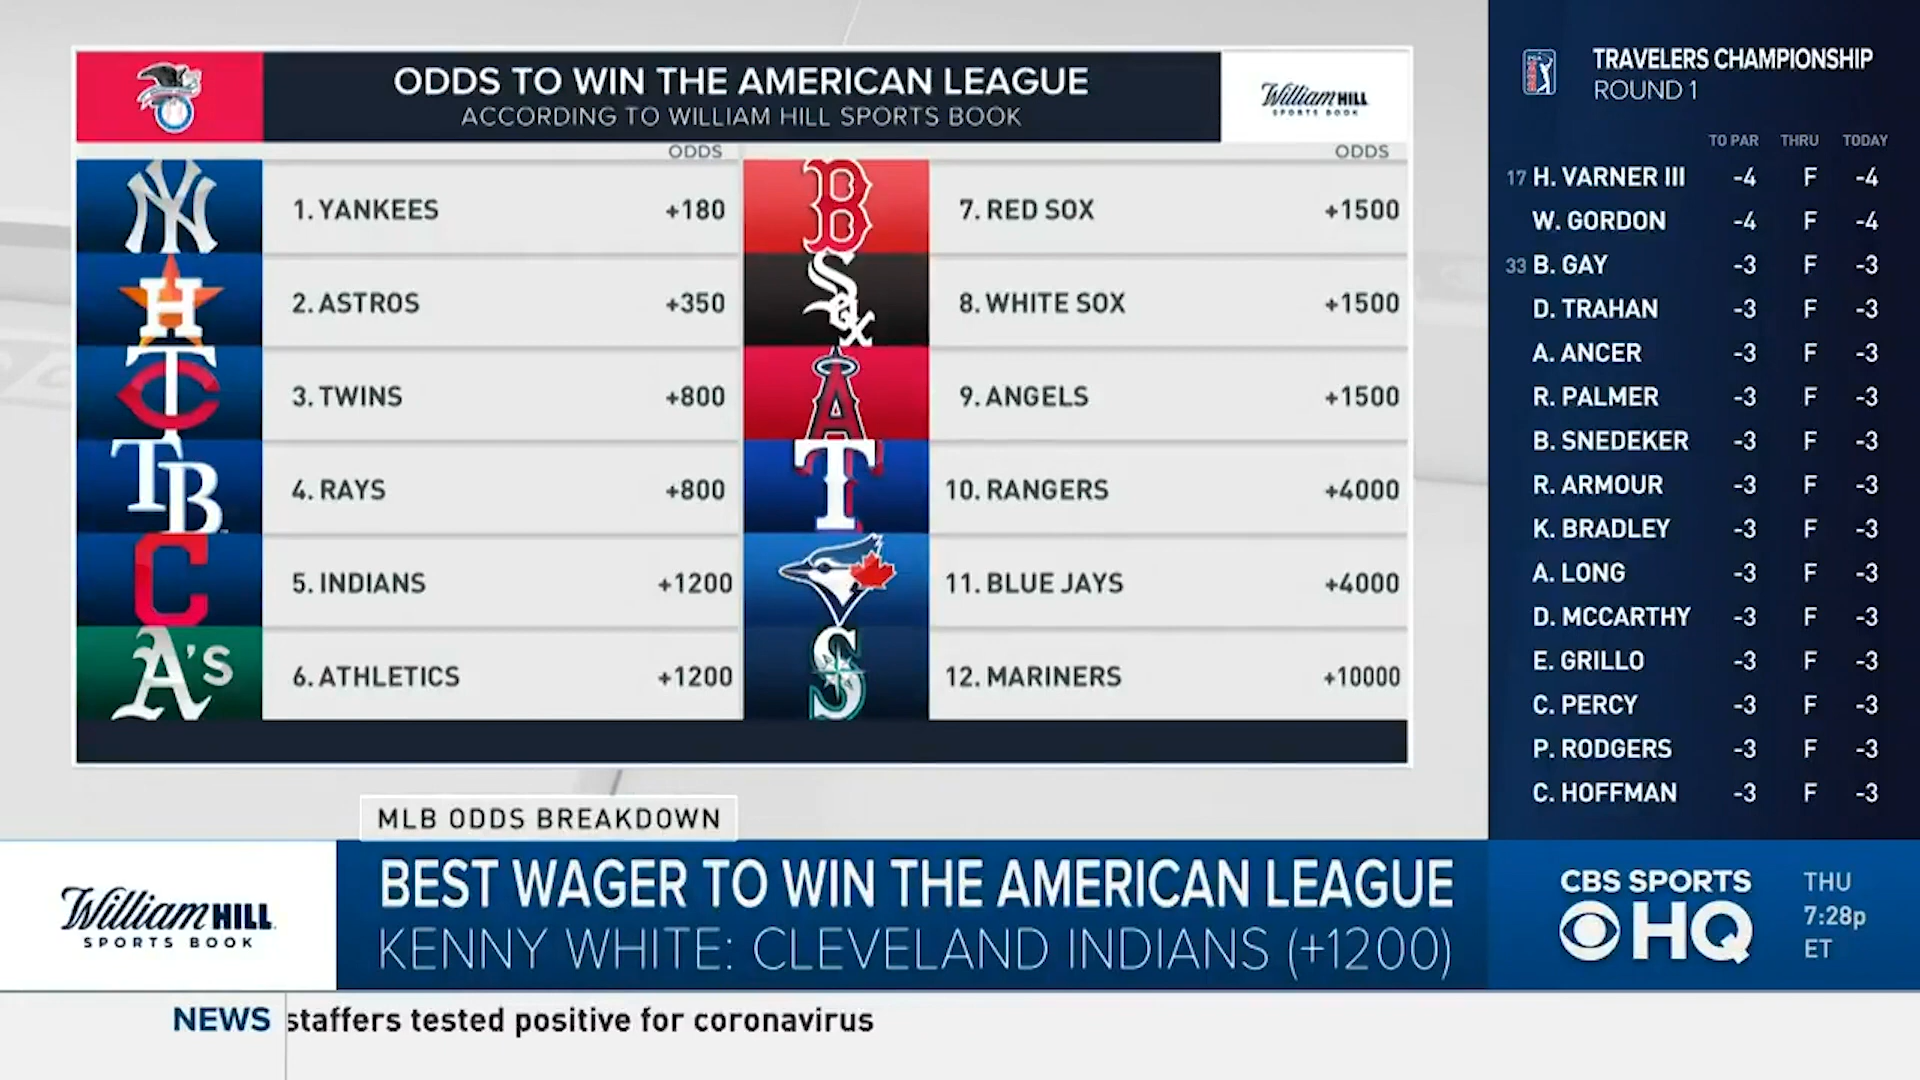 ODDS TO WIN THE AMERICAN LEAGUE
ACCORDING TO WILLIAM HILL SPORTS BOOK
William HILL
SPORTS BOOK
ODDS
ODDS
NY
1. YANKEES +180
H
2. ASTROS +350
TC
3. TWINS +800
TB
4. RAYS +800
C
5. INDIANS +1200
A's
6. ATHLETICS +1200
B
7. RED SOX +1500
Sox
8. WHITE SOX +1500
A
9. ANGELS +1500
T
10. RANGERS +4000
11. BLUE JAYS +4000
S
12. MARINERS +10000
TRAVELERS CHAMPIONSHIP
ROUND 1
TO PAR THRU TODAY
17 H. VARNER III -4 F -4
W. GORDON -4 F -4
33 B. GAY -3 F -3
D. TRAHAN -3 F -3
A. ANCER -3 F -3
R. PALMER -3 F -3
B. SNEDEKER -3 F -3
R. ARMOUR -3 F -3
K. BRADLEY -3 F -3
A. LONG -3 F -3
D. MCCARTHY -3 F -3
E. GRILLO -3 F -3
C. PERCY -3 F -3
P. RODGERS -3 F -3
C. HOFFMAN -3 F -3
MLB ODDS BREAKDOWN
William HILL
SPORTS BOOK
BEST WAGER TO WIN THE AMERICAN LEAGUE
KENNY WHITE: CLEVELAND INDIANS (+1200)
CBS SPORTS
HQ
THU
7:28p
ET
NEWS staffers tested positive for coronavirus